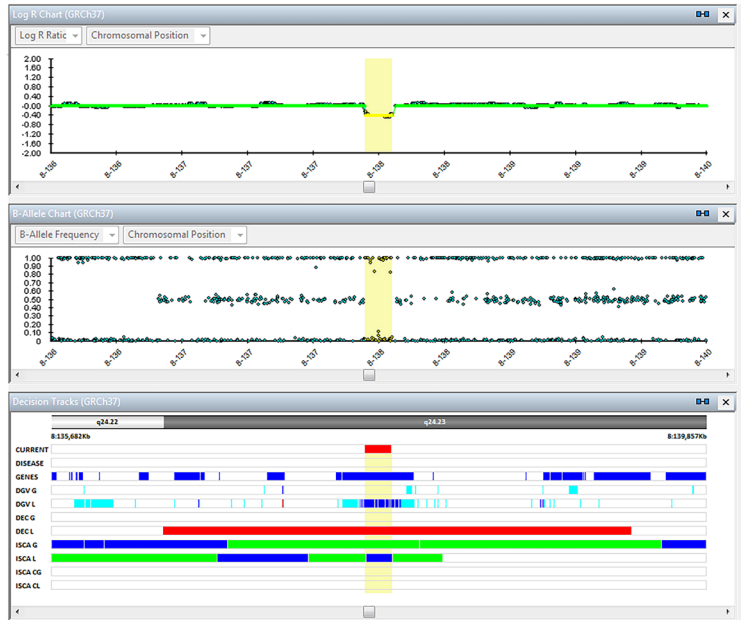 Log R Chart (GRCh37)
Log R Ratic Chromosomal Position
2.00
1.60
1.20
0.80
0.40
-0.00
-0.40
-0.80
-1.20
-1.60
-2.00
8-136 8-136 8-137 8-137 8-137 8-138 8-138 8-139 8-139 8-139 8-140
B-Allele Chart (GRCh37)
B-Allele Frequency Chromosomal Position
1.00
0.90
0.80
0.70
0.60
0.50
0.40
0.30
0.20
0.10
0
8-136 8-136 8-137 8-137 8-137 8-138 8-138 8-139 8-139 8-139 8-140
Decision Tracks (GRCh37)
q24.22 q24.23
8:135,682Kb 8:139,857Kb
CURRENT
DISEASE
GENES
DGV G
DGV L
DEC G
DEC L
ISCA G
ISCA L
ISCA CG
ISCA CL